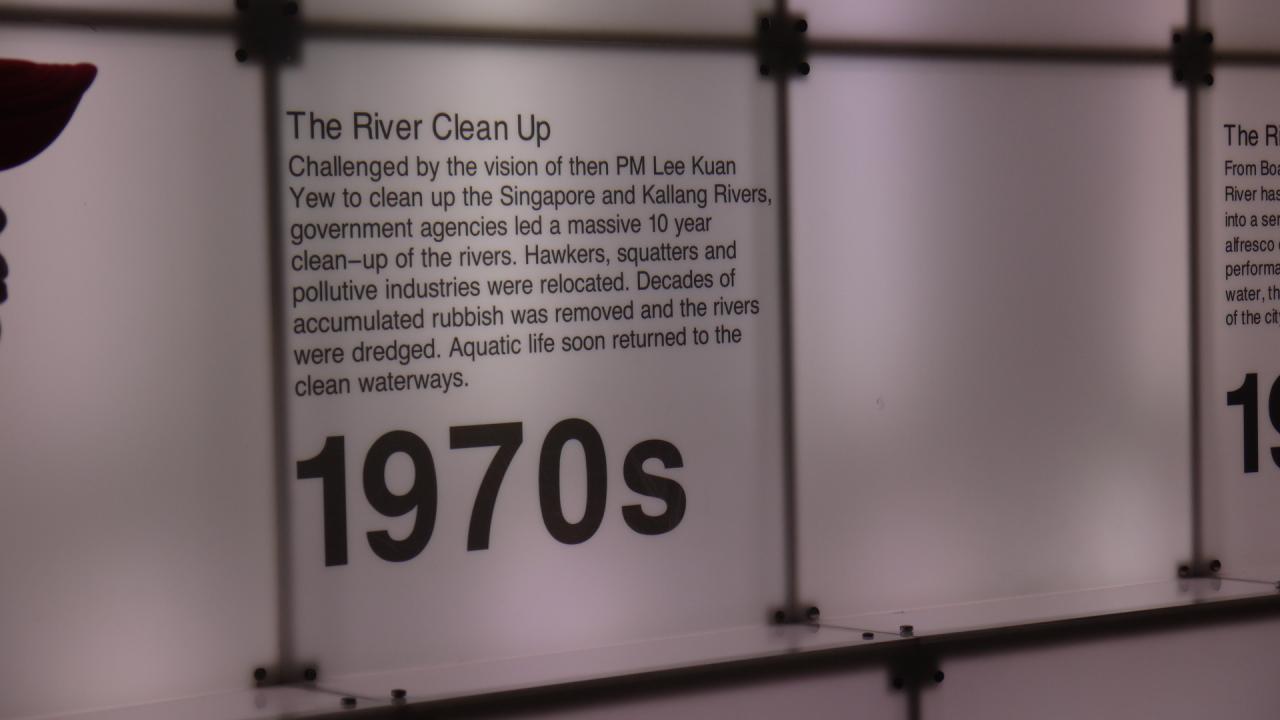 The River Clean Up
Challenged by the vision of then PM Lee Kuan
Yew to clean up the Singapore and Kallang Rivers,
government agencies led a massive 10 year
clean–up of the rivers. Hawkers, squatters and
pollutive industries were relocated. Decades of
accumulated rubbish was removed and the rivers
were dredged. Aquatic life soon returned to the
clean waterways.
1970s
The
From
River has
into a
alfresco
water,
of the